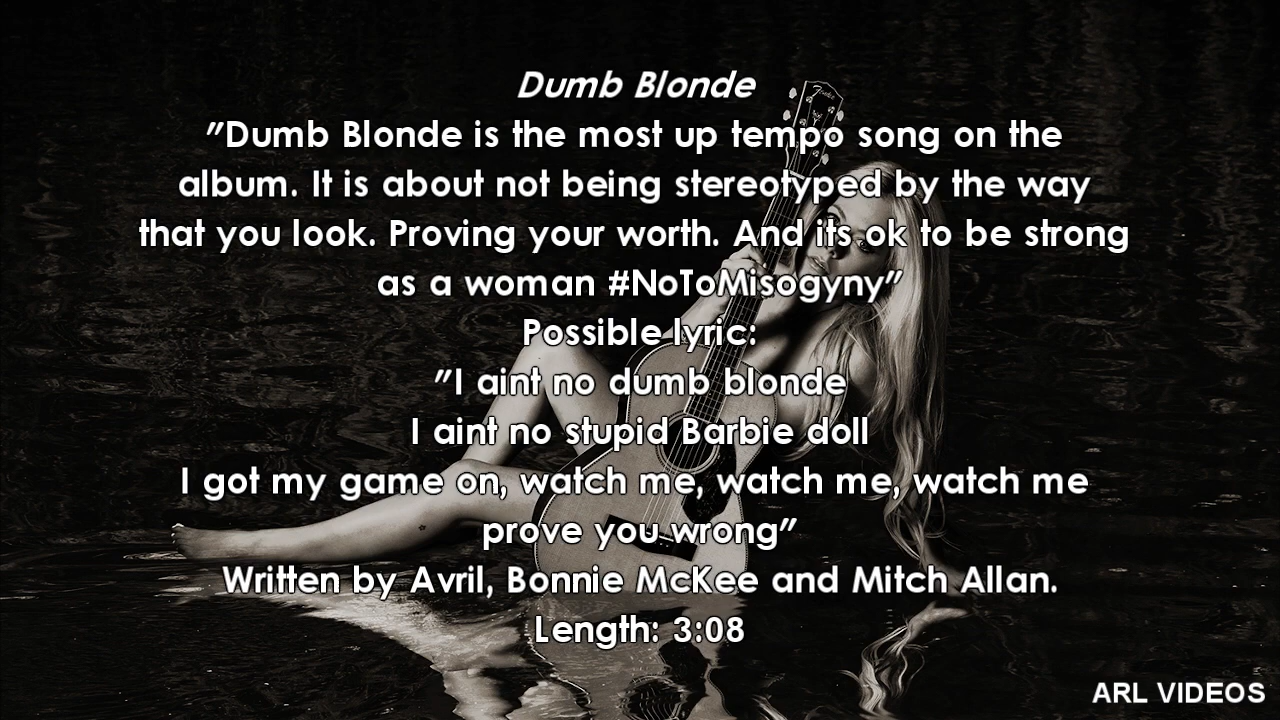 Fender
Dumb Blonde
"Dumb Blonde is the most up tempo song on the
album. It is about not being stereotyped by the way
that you look. Proving your worth. And its ok to be strong
as a woman #NoToMisogyny"
Possible lyric:
"I aint no dumb blonde
I aint no stupid Barbie doll
I got my game on, watch me, watch me, watch me
prove you wrong"
Written by Avril, Bonnie McKee and Mitch Allan.
Length: 3:08
ARL VIDEOS